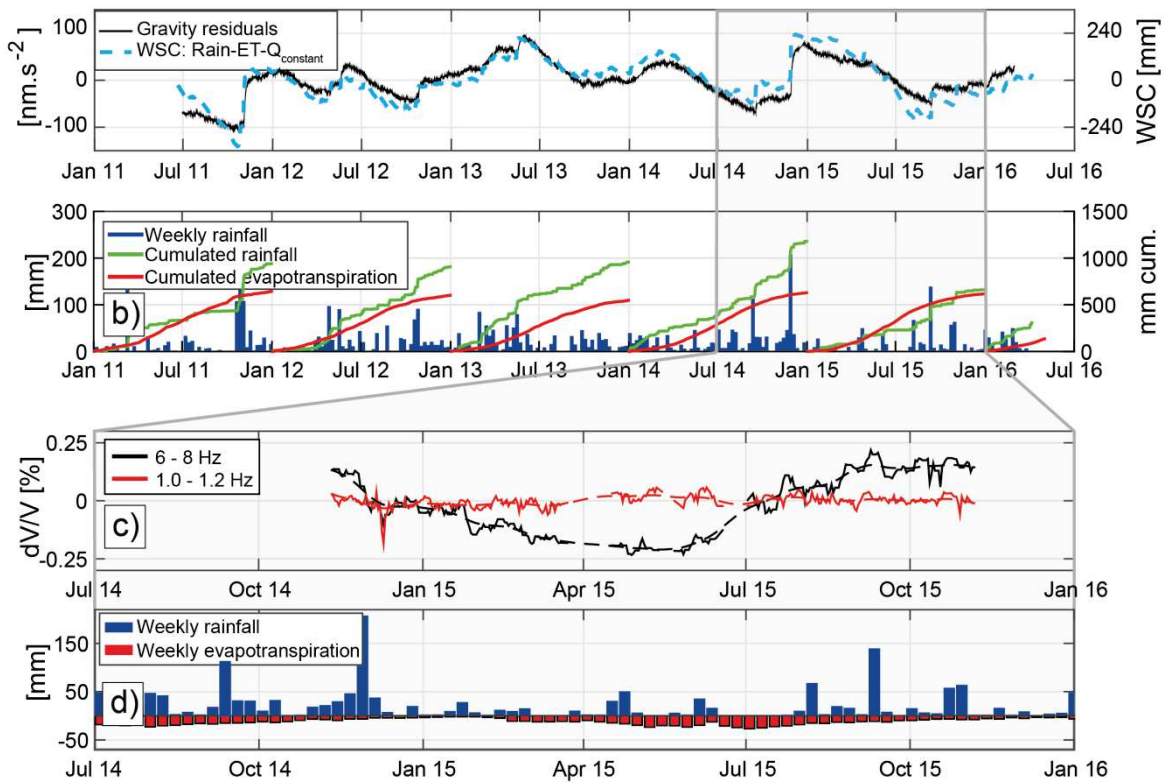 100
0
-100
[nm.s⁻²]
Gravity residuals
WSC: Rain-ET-Qconstant
240
0
-240
WSC [mm]
Jan 11 Jul 11 Jan 12 Jul 12 Jan 13 Jul 13 Jan 14 Jul 14 Jan 15 Jul 15 Jan 16 Jul 16
300
200
100
0
[mm]
Weekly rainfall
Cumulated rainfall
Cumulated evapotranspiration
b)
1500
1000
500
0
mm cum.
Jan 11 Jul 11 Jan 12 Jul 12 Jan 13 Jul 13 Jan 14 Jul 14 Jan 15 Jul 15 Jan 16 Jul 16
0.25
0
-0.25
dV/V [%]
6 - 8 Hz
1.0 - 1.2 Hz
c)
Jul 14 Oct 14 Jan 15 Apr 15 Jul 15 Oct 15 Jan 16
150
50
-50
[mm]
Weekly rainfall
Weekly evapotranspiration
d)
Jul 14 Oct 14 Jan 15 Apr 15 Jul 15 Oct 15 Jan 16